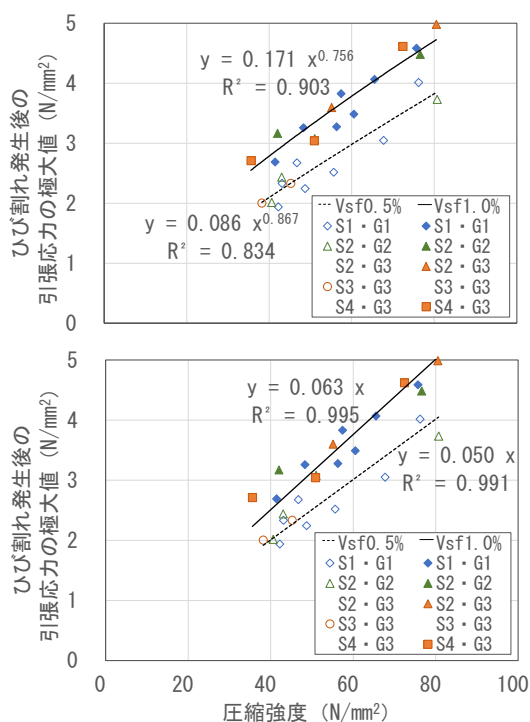 ひび割れ発生後の
引張応力の極大値 (N/mm²)
5
4
3
2
1
0
y = 0.171 x^0.756
R² = 0.903
y = 0.086 x^0.867
R² = 0.834
Vsf0.5% Vsf1.0%
S1・G1 S1・G1
S2・G2 S2・G2
S2・G3 S2・G3
S3・G3 S3・G3
S4・G3 S4・G3
ひび割れ発生後の
引張応力の極大値 (N/mm²)
5
4
3
2
1
0
y = 0.063 x
R² = 0.995
y = 0.050 x
R² = 0.991
Vsf0.5% Vsf1.0%
S1・G1 S1・G1
S2・G2 S2・G2
S2・G3 S2・G3
S3・G3 S3・G3
S4・G3 S4・G3
0 20 40 60 80 100
圧縮強度 (N/mm²)